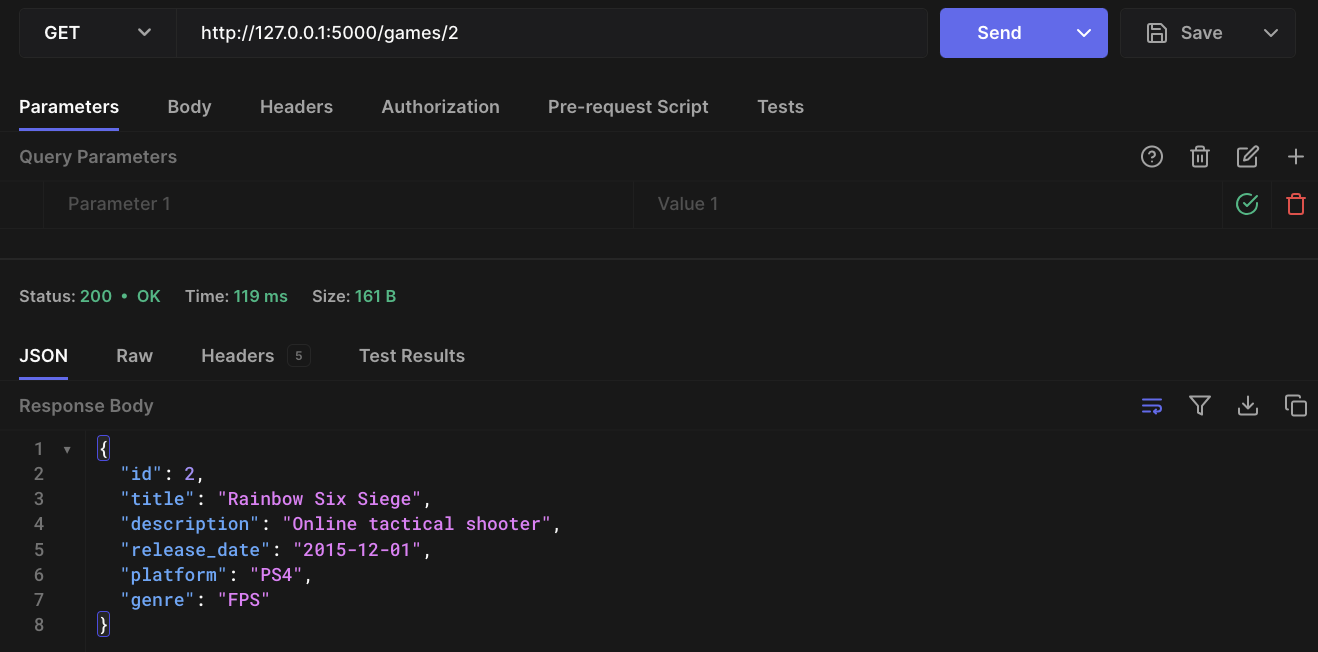 GET http://127.0.0.1:5000/games/2 Send Save
Parameters Body Headers Authorization Pre-request Script Tests
Query Parameters
Parameter 1 Value 1
Status: 200 • OK Time: 119 ms Size: 161 B
JSON Raw Headers 5 Test Results
Response Body
1 {
2 "id": 2,
3 "title": "Rainbow Six Siege",
4 "description": "Online tactical shooter",
5 "release_date": "2015-12-01",
6 "platform": "PS4",
7 "genre": "FPS"
8 }